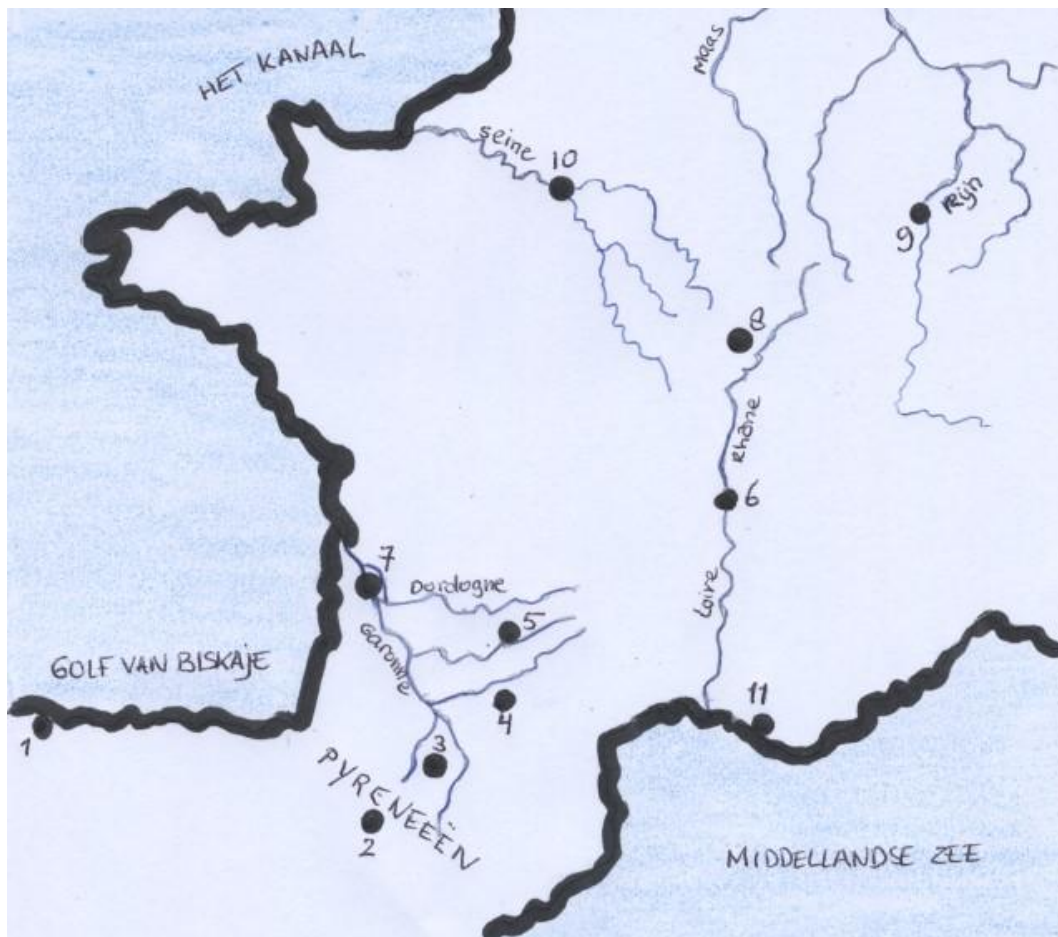 HET KANAAL
Maas
Seine
10
Rijn
9
8
Rhône
6
7
Dordogne
Loire
5
Garonne
GOLF VAN BISKAJE
4
11
1
3
PYRENEEËN
2
MIDDELLANDSE ZEE